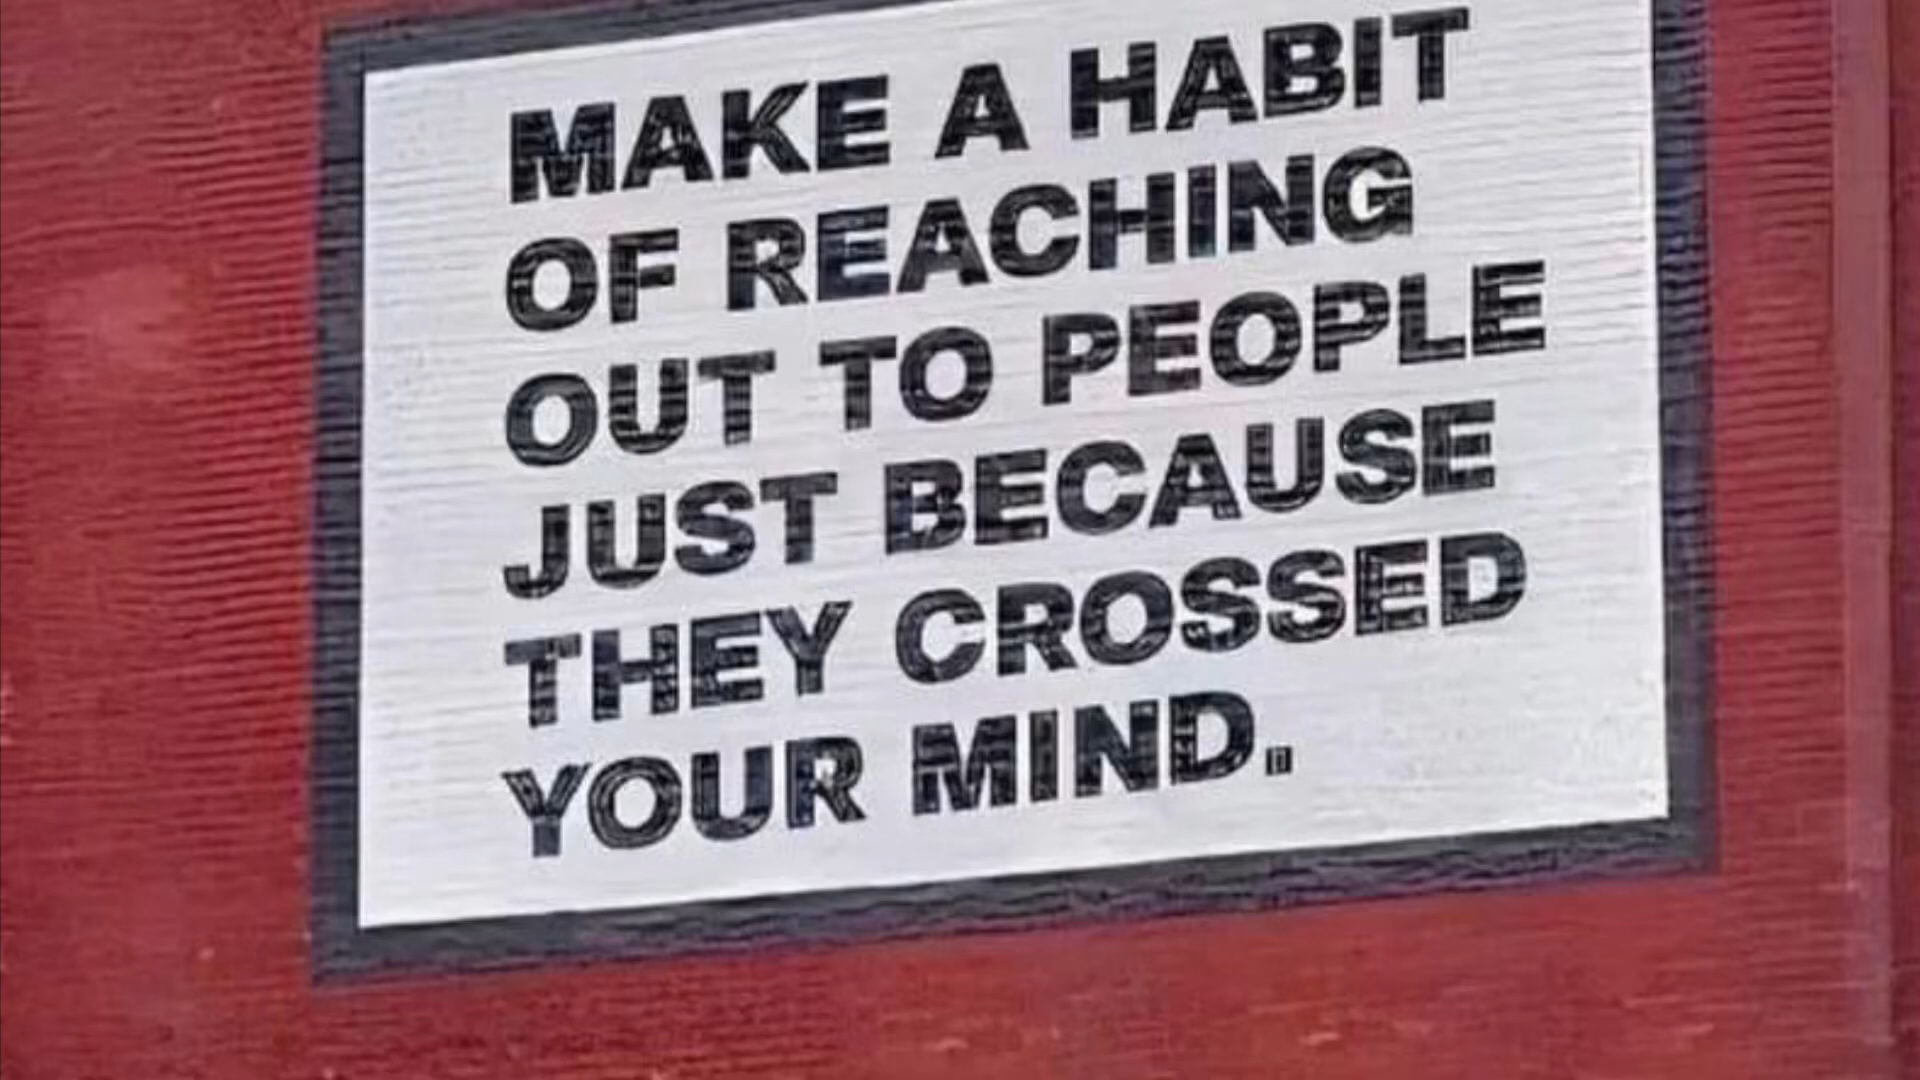 MAKE A HABIT
OF REACHING
OUT TO PEOPLE
JUST BECAUSE
THEY CROSSED
YOUR MIND.